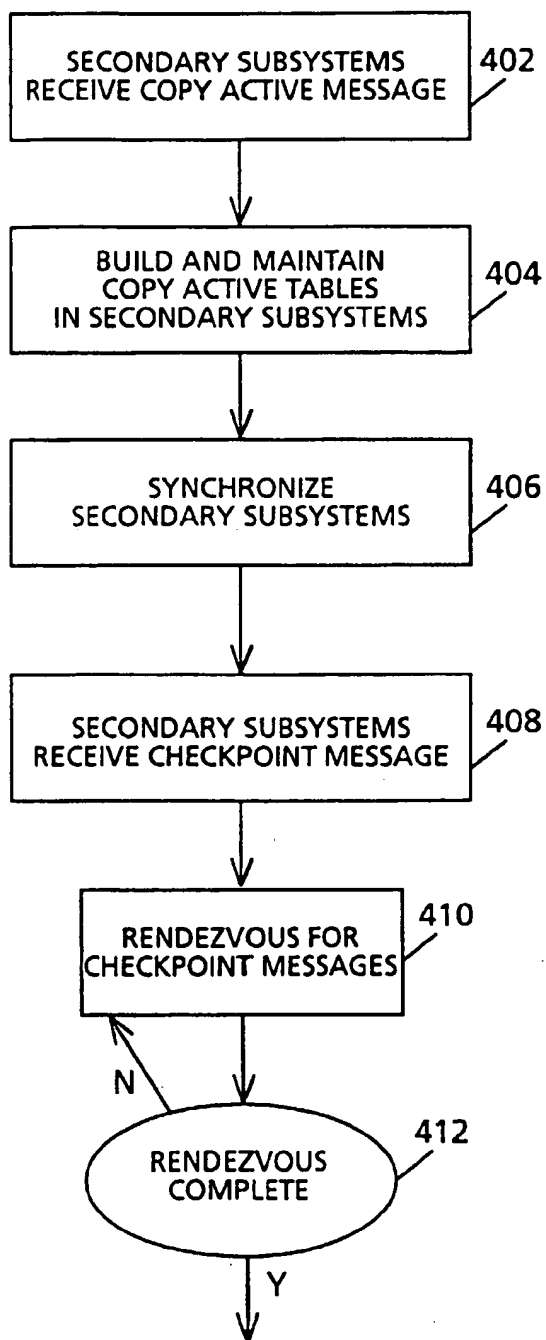 SECONDARY SUBSYSTEMS
RECEIVE COPY ACTIVE MESSAGE
402
BUILD AND MAINTAIN
COPY ACTIVE TABLES
IN SECONDARY SUBSYSTEMS
404
SYNCHRONIZE
SECONDARY SUBSYSTEMS
406
SECONDARY SUBSYSTEMS
RECEIVE CHECKPOINT MESSAGE
408
RENDEZVOUS FOR
CHECKPOINT MESSAGES
410
N
RENDEZVOUS
COMPLETE
412
Y